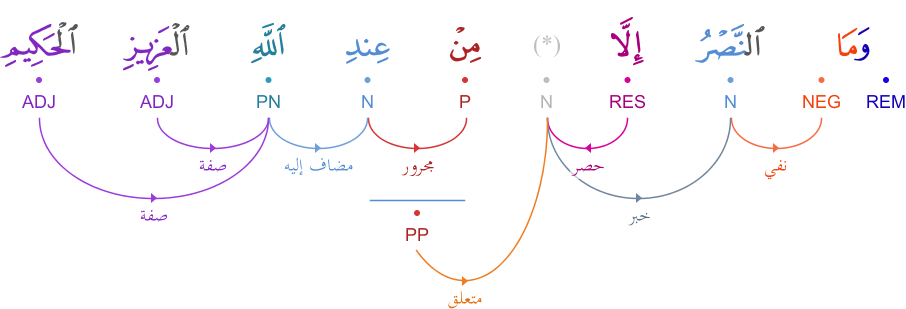 وَمَا ٱلنَّصْرُ إِلَّا (*) مِنْ عِندِ ٱللَّهِ ٱلْعَزِيزِ ٱلْحَكِيمِ
REM NEG N RES N P N PN ADJ ADJ
نفي حصر مجرور مضاف إليه صفة
خبر صفة
PP
متعلق